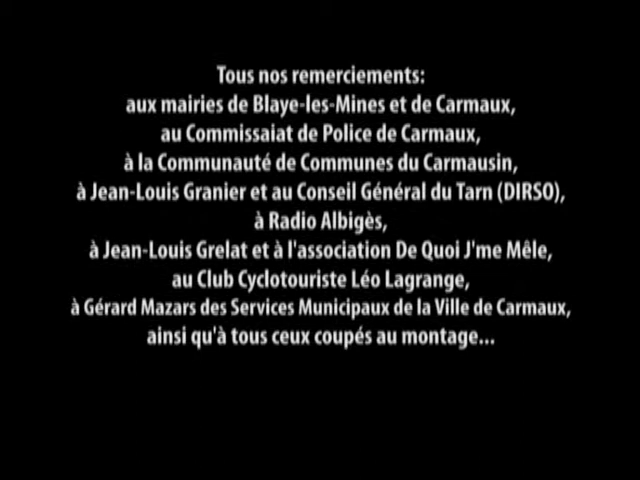 Tous nos remerciements:
aux mairies de Blaye-les-Mines et de Carmaux,
au Commissaiat de Police de Carmaux,
à la Communauté de Communes du Carmausin,
à Jean-Louis Granier et au Conseil Général du Tarn (DIRSO),
à Radio Albigès,
à Jean-Louis Grelat et à l'association De Quoi J'me Mêle,
au Club Cyclotouriste Léo Lagrange,
à Gérard Mazars des Services Municipaux de la Ville de Carmaux,
ainsi qu'à tous ceux coupés au montage...